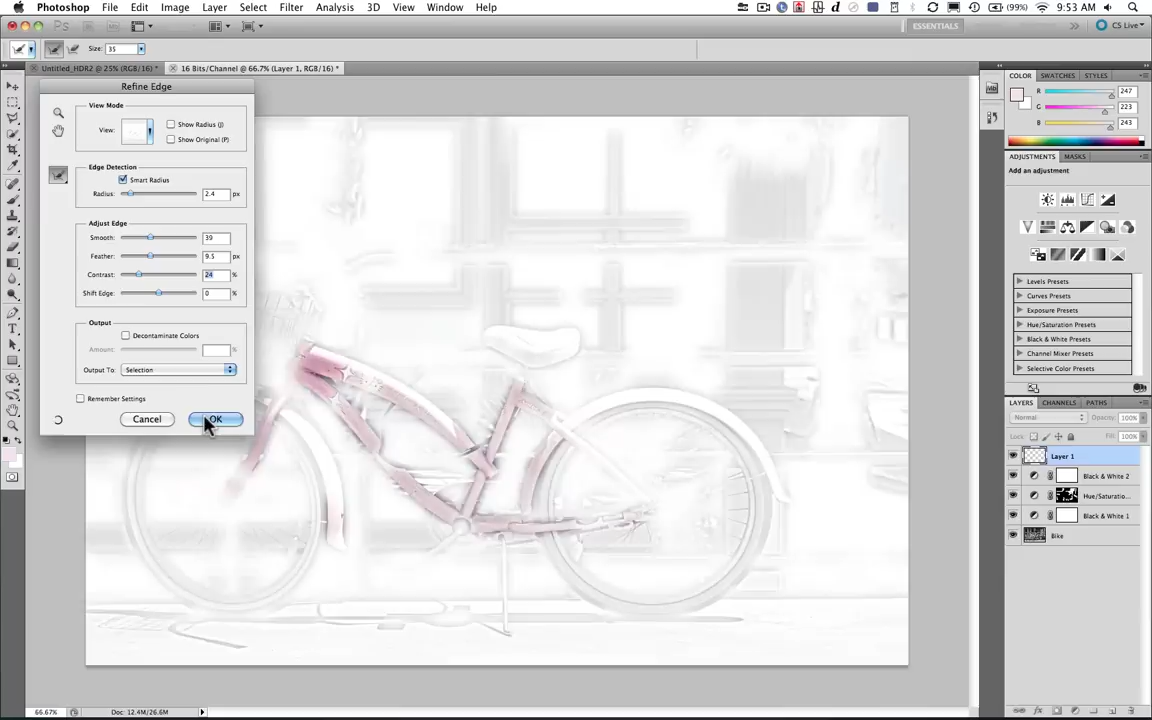 Photoshop File Edit Image Layer Select Filter Analysis 3D View Window Help (99%) 9:53 AM
Ps ESSENTIALS >> CS Live
Size: 35
Untitled_HDR2 @ 25% (RGB/16) * 16 Bits/Channel @ 66.7% (Layer 1, RGB/16) *
Refine Edge
View Mode
View:
Show Radius (J)
Show Original (P)
Edge Detection
Smart Radius
Radius: 2.4 px
Adjust Edge
Smooth: 39
Feather: 9.5 px
Contrast: 24 %
Shift Edge: 0 %
Output
Decontaminate Colors
Amount: %
Output To: Selection
Remember Settings
Cancel OK
COLOR SWATCHES STYLES
R 247
G 223
B 243
ADJUSTMENTS MASKS
Add an adjustment
Levels Presets
Curves Presets
Exposure Presets
Hue/Saturation Presets
Black & White Presets
Channel Mixer Presets
Selective Color Presets
LAYERS CHANNELS PATHS
Normal Opacity: 100%
Lock: Fill: 100%
Layer 1
Black & White 2
Hue/Saturatio...
Black & White 1
Bike
66.67% Doc: 12.4M/26.6M